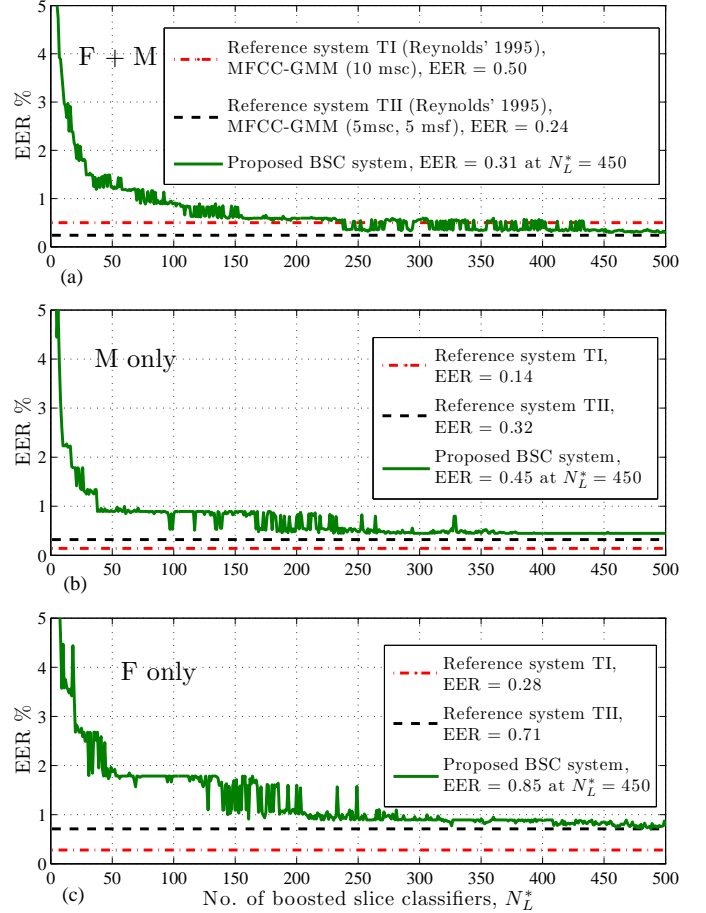 F + M
Reference system TI (Reynolds' 1995),
MFCC-GMM (10 msc), EER = 0.50
Reference system TII (Reynolds' 1995),
MFCC-GMM (5msc, 5 msf), EER = 0.24
Proposed BSC system, EER = 0.31 at N*_L = 450
EER %
5
4
3
2
1
0
0 50 100 150 200 250 300 350 400 450 500
(a)
M only
Reference system TI,
EER = 0.14
Reference system TII,
EER = 0.32
Proposed BSC system,
EER = 0.45 at N*_L = 450
EER %
5
4
3
2
1
0
0 50 100 150 200 250 300 350 400 450 500
(b)
F only
Reference system TI,
EER = 0.28
Reference system TII,
EER = 0.71
Proposed BSC system,
EER = 0.85 at N*_L = 450
EER %
5
4
3
2
1
0
0 50 100 150 200 250 300 350 400 450 500
(c)
No. of boosted slice classifiers, N*_L